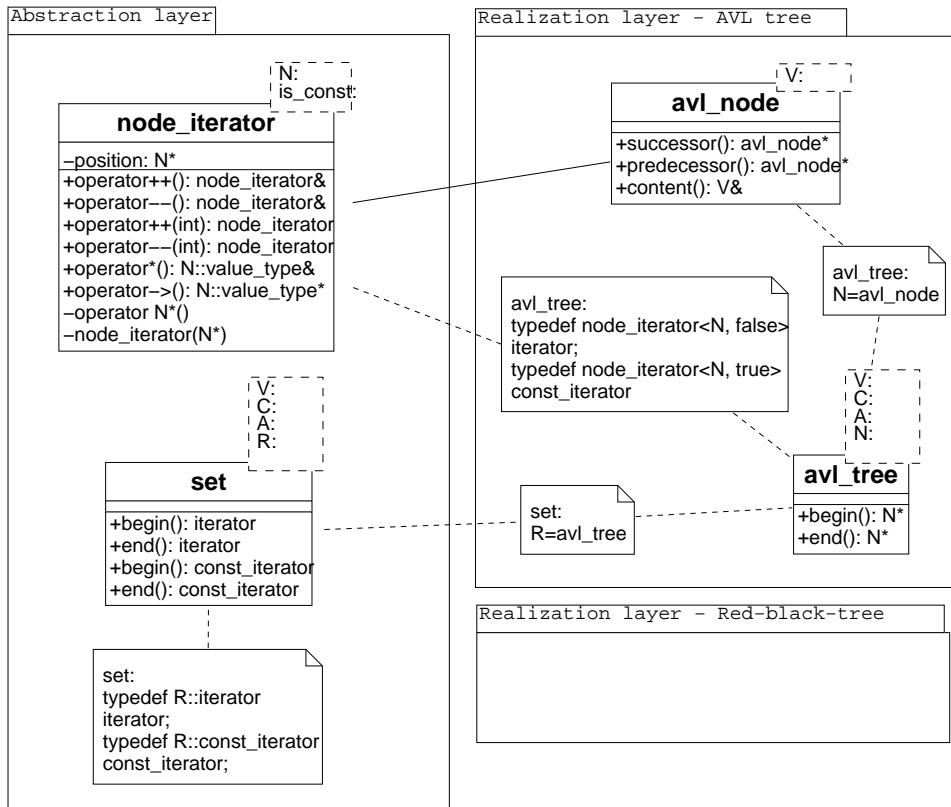 Abstraction layer
N:
is_const:
node_iterator
−position: N*
+operator++(): node_iterator&
+operator−−(): node_iterator&
+operator++(int): node_iterator
+operator−−(int): node_iterator
+operator*(): N::value_type&
+operator−>(): N::value_type*
−operator N*()
−node_iterator(N*)
V:
C:
A:
R:
set
+begin(): iterator
+end(): iterator
+begin(): const_iterator
+end(): const_iterator
set:
typedef R::iterator
iterator;
typedef R::const_iterator
const_iterator;
Realization layer − AVL tree
V:
avl_node
+successor(): avl_node*
+predecessor(): avl_node*
+content(): V&
avl_tree:
N=avl_node
avl_tree:
typedef node_iterator<N, false>
iterator;
typedef node_iterator<N, true>
const_iterator
V:
C:
A:
N:
avl_tree
+begin(): N*
+end(): N*
set:
R=avl_tree
Realization layer − Red−black−tree